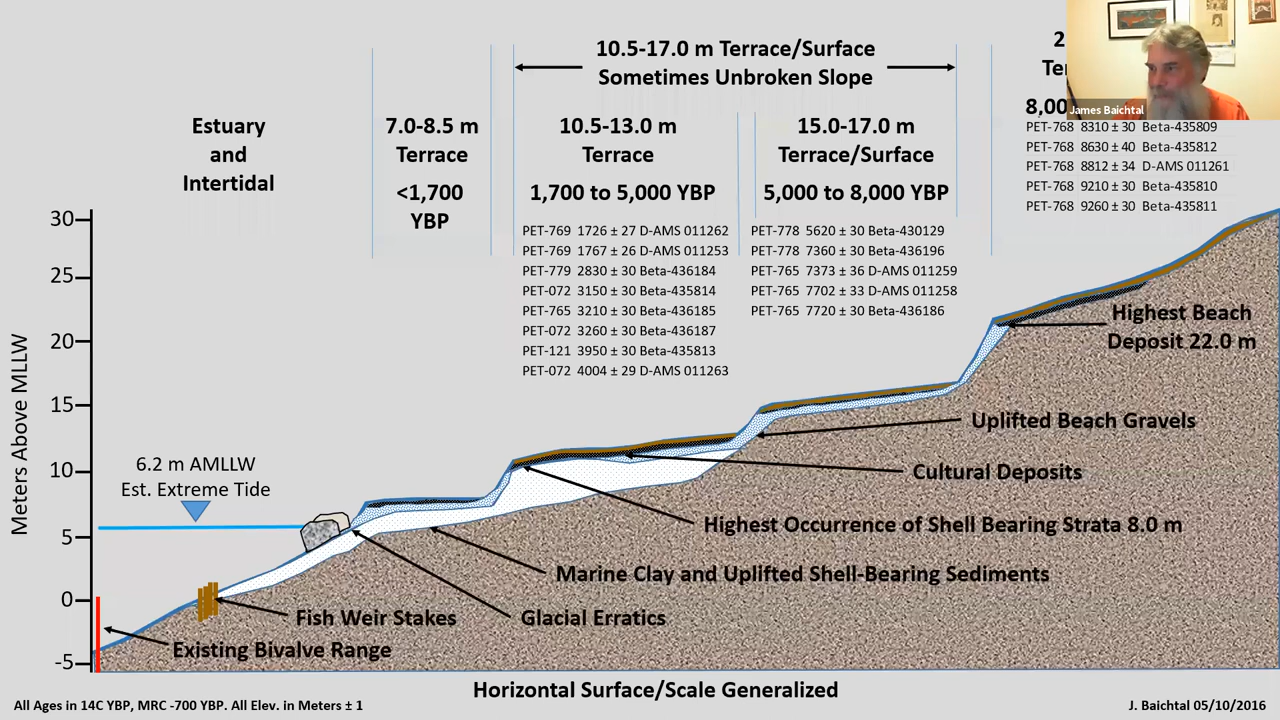 10.5-17.0 m Terrace/Surface
Sometimes Unbroken Slope
2
James Baichtal
Estuary
and
Intertidal
7.0-8.5 m
Terrace
<1,700
YBP
10.5-13.0 m
Terrace
1,700 to 5,000 YBP
PET-769 1726 ± 27 D-AMS 011262
PET-769 1767 ± 26 D-AMS 011253
PET-779 2830 ± 30 Beta-436184
PET-072 3150 ± 30 Beta-435814
PET-765 3210 ± 30 Beta-436185
PET-072 3260 ± 30 Beta-436187
PET-121 3950 ± 30 Beta-435813
PET-072 4004 ± 29 D-AMS 011263
15.0-17.0 m
Terrace/Surface
5,000 to 8,000 YBP
PET-778 5620 ± 30 Beta-430129
PET-778 7360 ± 30 Beta-436196
PET-765 7373 ± 36 D-AMS 011259
PET-765 7702 ± 33 D-AMS 011258
PET-765 7720 ± 30 Beta-436186
8,00
PET-768 8310 ± 30 Beta-435809
PET-768 8630 ± 40 Beta-435812
PET-768 8812 ± 34 D-AMS 011261
PET-768 9210 ± 30 Beta-435810
PET-768 9260 ± 30 Beta-435811
Meters Above MLLW
30
25
20
15
10
5
0
-5
6.2 m AMLLW
Est. Extreme Tide
Highest Beach
Deposit 22.0 m
Uplifted Beach Gravels
Cultural Deposits
Highest Occurrence of Shell Bearing Strata 8.0 m
Marine Clay and Uplifted Shell-Bearing Sediments
Fish Weir Stakes
Glacial Erratics
Existing Bivalve Range
Horizontal Surface/Scale Generalized
All Ages in 14C YBP, MRC -700 YBP. All Elev. in Meters ± 1
J. Baichtal 05/10/2016